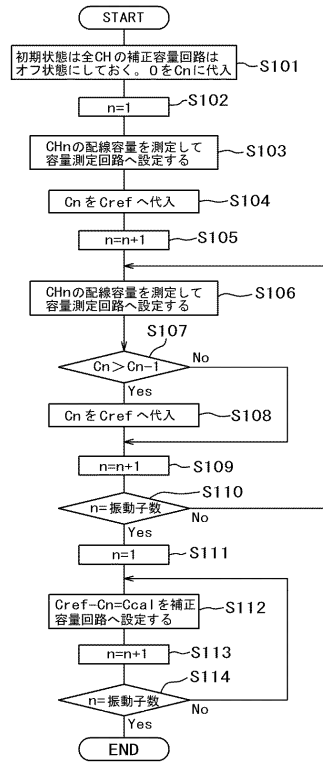 START
初期状態は全CHの補正容量回路は
オフ状態にしておく。0をCnに代入
S101
n=1
S102
CHnの配線容量を測定して
容量測定回路へ設定する
S103
CnをCrefへ代入
S104
n=n+1
S105
CHnの配線容量を測定して
容量測定回路へ設定する
S106
S107
Cn＞Cn-1
No
Yes
CnをCrefへ代入
S108
n=n+1
S109
S110
n=振動子数
No
Yes
n=1
S111
Cref-Cn=Ccalを補正
容量回路へ設定する
S112
n=n+1
S113
S114
n=振動子数
No
Yes
END